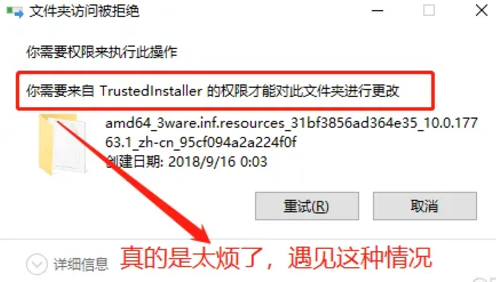 文件夹访问被拒绝
你需要权限来执行此操作
你需要来自 TrustedInstaller 的权限才能对此文件夹进行更改
amd64_3ware.inf.resources_31bf3856ad364e35_10.0.177
63.1_zh-cn_95cf094a2a224f0f
创建日期: 2018/9/16 0:03
重试(R)
取消
详细信息
真的是太烦了，遇见这种情况